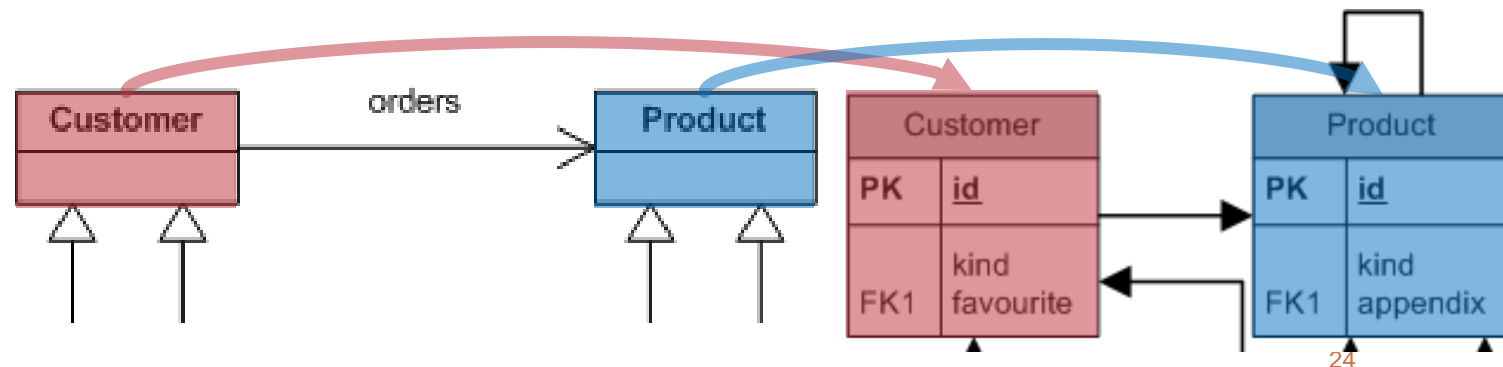 Customer
orders
Product
Customer
PK id
kind
FK1 favourite
Product
PK id
kind
FK1 appendix
24